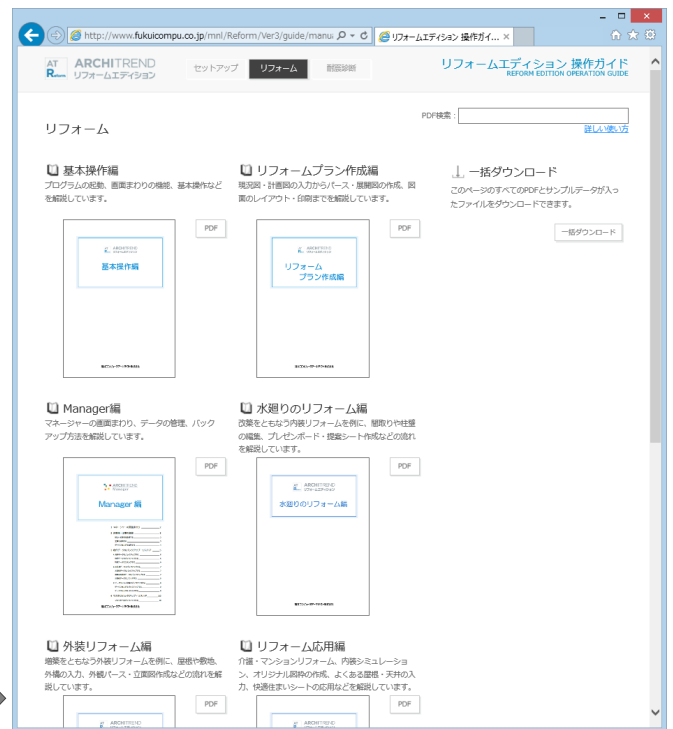 http://www.fukuicompu.co.jp/mnl/Reform/Ver3/guide/manu
リフォームエディション 操作ガイ... ×
AT Reform ARCHITREND リフォームエディション
セットアップ リフォーム 耐震診断
リフォームエディション 操作ガイド
REFORM EDITION OPERATION GUIDE
PDF検索：
詳しい使い方
リフォーム
基本操作編
プログラムの起動、画面まわりの機能、基本操作など
を解説しています。
PDF
ARCHITREND
基本操作編
リフォームプラン作成編
現況図・計画図の入力からパース・展開図の作成、図
面のレイアウト・印刷までを解説しています。
PDF
ARCHITREND
リフォーム
プラン作成編
一括ダウンロード
このページのすべてのPDFとサンプルデータが入っ
たファイルをダウンロードできます。
一括ダウンロード
Manager編
マネージャーの画面まわり、データの管理、バック
アップ方法を解説しています。
PDF
ARCHITREND
Manager 編
水廻りのリフォーム編
改築をともなう内装リフォームを例に、間取りや柱壁
の編集、プレゼンボード・提案シート作成などの流れ
を解説しています。
PDF
ARCHITREND
水廻りのリフォーム編
外装リフォーム編
増築をともなう外装リフォームを例に、屋根や敷地、
外構の入力、外観パース・立面図作成などの流れを解
説しています。
PDF
ARCHITREND
リフォーム応用編
介護・マンションリフォーム、内装シミュレーショ
ン、オリジナル図枠の作成、よくある屋根・天井の入
力、快適住まいシートの応用などを解説しています。
PDF
ARCHITREND